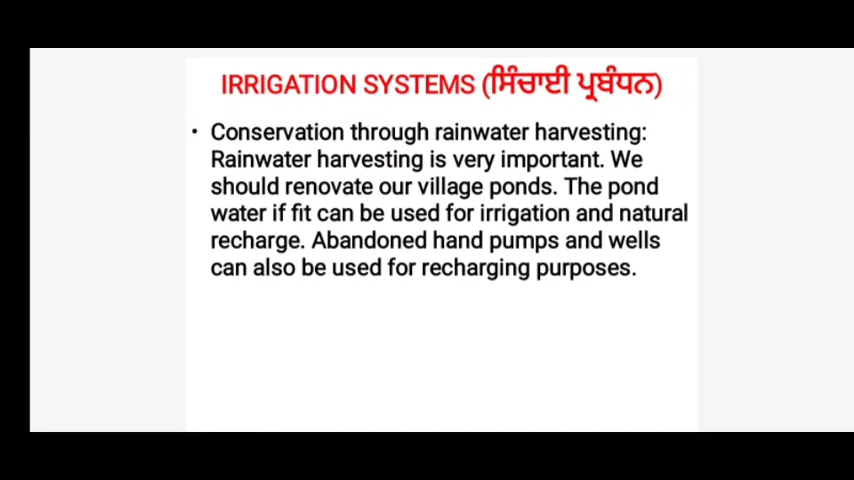 IRRIGATION SYSTEMS (ਸਿੰਚਾਈ ਪ੍ਰਬੰਧਨ)
• Conservation through rainwater harvesting:
Rainwater harvesting is very important. We
should renovate our village ponds. The pond
water if fit can be used for irrigation and natural
recharge. Abandoned hand pumps and wells
can also be used for recharging purposes.